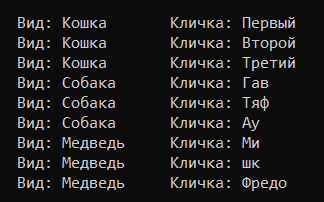 Вид: Кошка Кличка: Первый
Вид: Кошка Кличка: Второй
Вид: Кошка Кличка: Третий
Вид: Собака Кличка: Гав
Вид: Собака Кличка: Тяф
Вид: Собака Кличка: Ау
Вид: Медведь Кличка: Ми
Вид: Медведь Кличка: шк
Вид: Медведь Кличка: Фредо